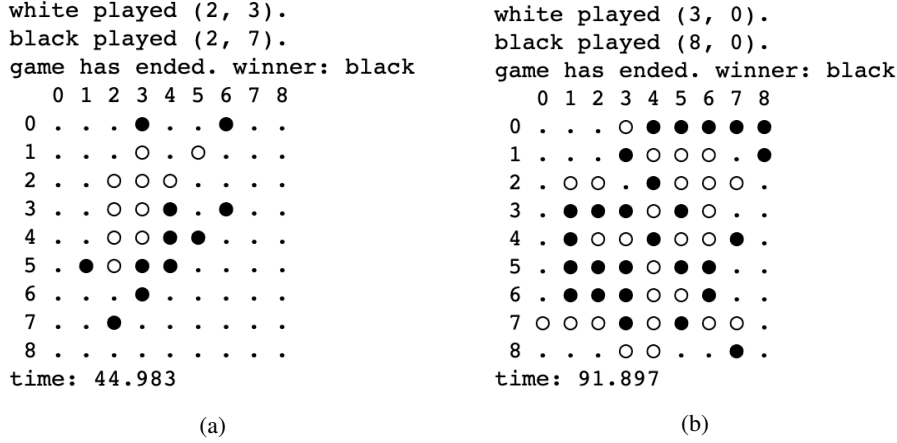 white played (2, 3).
black played (2, 7).
game has ended. winner: black
0 1 2 3 4 5 6 7 8
0 . . . ● . . ● . .
1 . . . ○ . ○ . . .
2 . . ○ ○ ○ . . . .
3 . . ○ ○ ● . ● . .
4 . . ○ ○ ● ● . . .
5 . ● ○ ● ● . . . .
6 . . . ● . . . . .
7 . . ● . . . . . .
8 . . . . . . . . .
time: 44.983
(a)
white played (3, 0).
black played (8, 0).
game has ended. winner: black
0 1 2 3 4 5 6 7 8
0 . . . ○ ● ● ● ● ●
1 . . . ● ○ ○ ○ . ●
2 . ○ ○ . ● ○ ○ ○ .
3 . ● ● ● ○ ● ○ . .
4 . ● ○ ○ ● ○ ○ ● .
5 . ● ● ● ○ ● ● . .
6 . ● ● ● ○ ○ ● . .
7 ○ ○ ○ ● ○ ● ○ ○ .
8 . . . ○ ○ . . ● .
time: 91.897
(b)